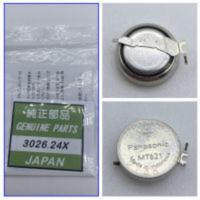 純正部品
GENUINE PARTS
3026.24X
JAPAN
Panasonic
MT621